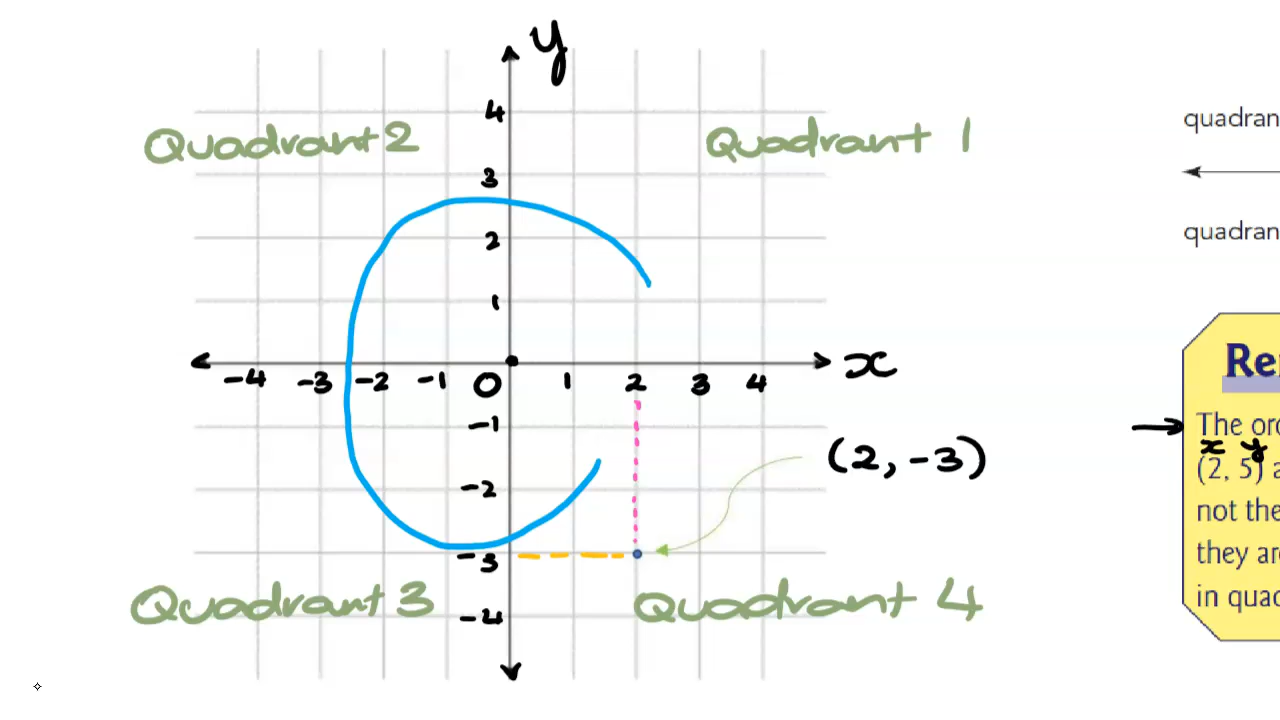 y
4
Quadrant 2
Quadrant 1
3
2
1
x
-4 -3 -2 -1 0 1 2 3 4
-1
(2, -3)
-2
-3
Quadrant 3
Quadrant 4
-4
quadran
quadran
Re
The or
x y
(2, 5) a
not the
they ar
in quad